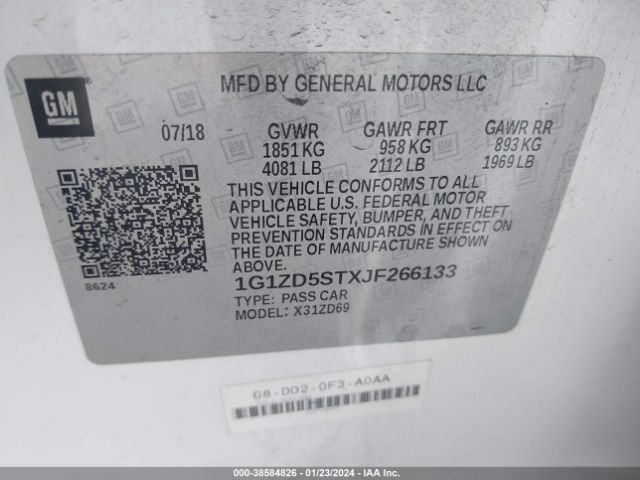 GM
MFD BY GENERAL MOTORS LLC
07/18 GVWR GAWR FRT GAWR RR
1851 KG 958 KG 893 KG
4081 LB 2112 LB 1969 LB
THIS VEHICLE CONFORMS TO ALL
APPLICABLE U.S. FEDERAL MOTOR
VEHICLE SAFETY, BUMPER, AND THEFT
PREVENTION STANDARDS IN EFFECT ON
THE DATE OF MANUFACTURE SHOWN
ABOVE.
8624
1G1ZD5STXJF266133
TYPE: PASS CAR
MODEL: X31ZD69
G8-DD2-0F3-A0AA
000-38584826 - 01/23/2024 - IAA Inc.